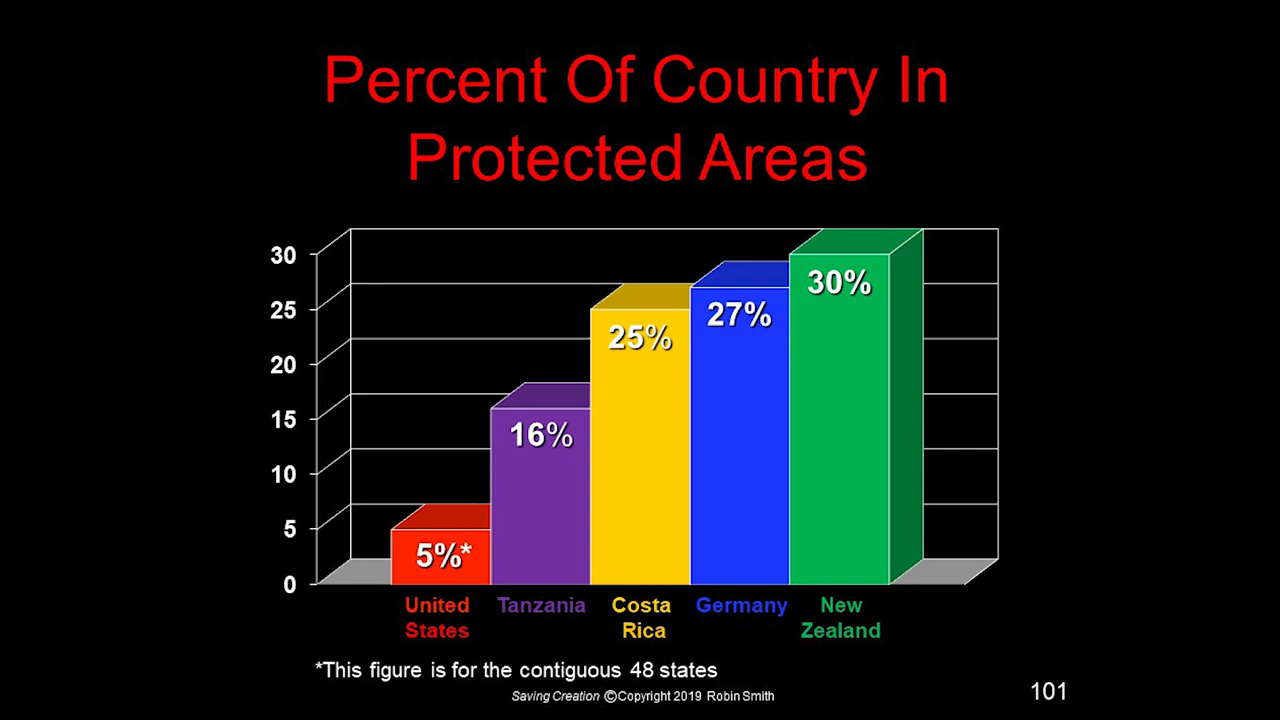 Percent Of Country In
Protected Areas
30
25
20
15
10
5
0
5%*
16%
25%
27%
30%
United
States
Tanzania
Costa
Rica
Germany
New
Zealand
*This figure is for the contiguous 48 states
Saving Creation ©Copyright 2019 Robin Smith
101